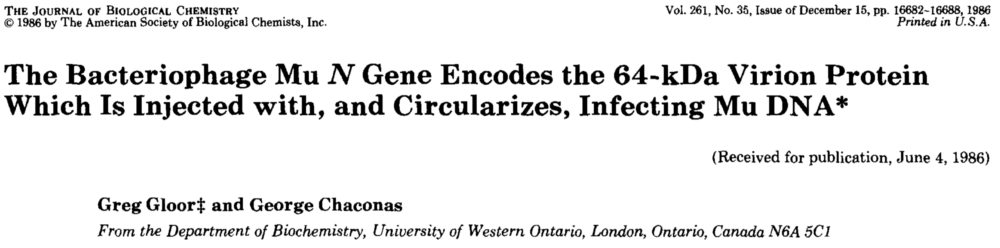 THE JOURNAL OF BIOLOGICAL CHEMISTRY
© 1986 by The American Society of Biological Chemists, Inc.
Vol. 261, No. 35, Issue of December 15, pp. 16682-16688, 1986
Printed in U.S.A.
The Bacteriophage Mu N Gene Encodes the 64-kDa Virion Protein
Which Is Injected with, and Circularizes, Infecting Mu DNA*
(Received for publication, June 4, 1986)
Greg Gloor‡ and George Chaconas
From the Department of Biochemistry, University of Western Ontario, London, Ontario, Canada N6A 5C1